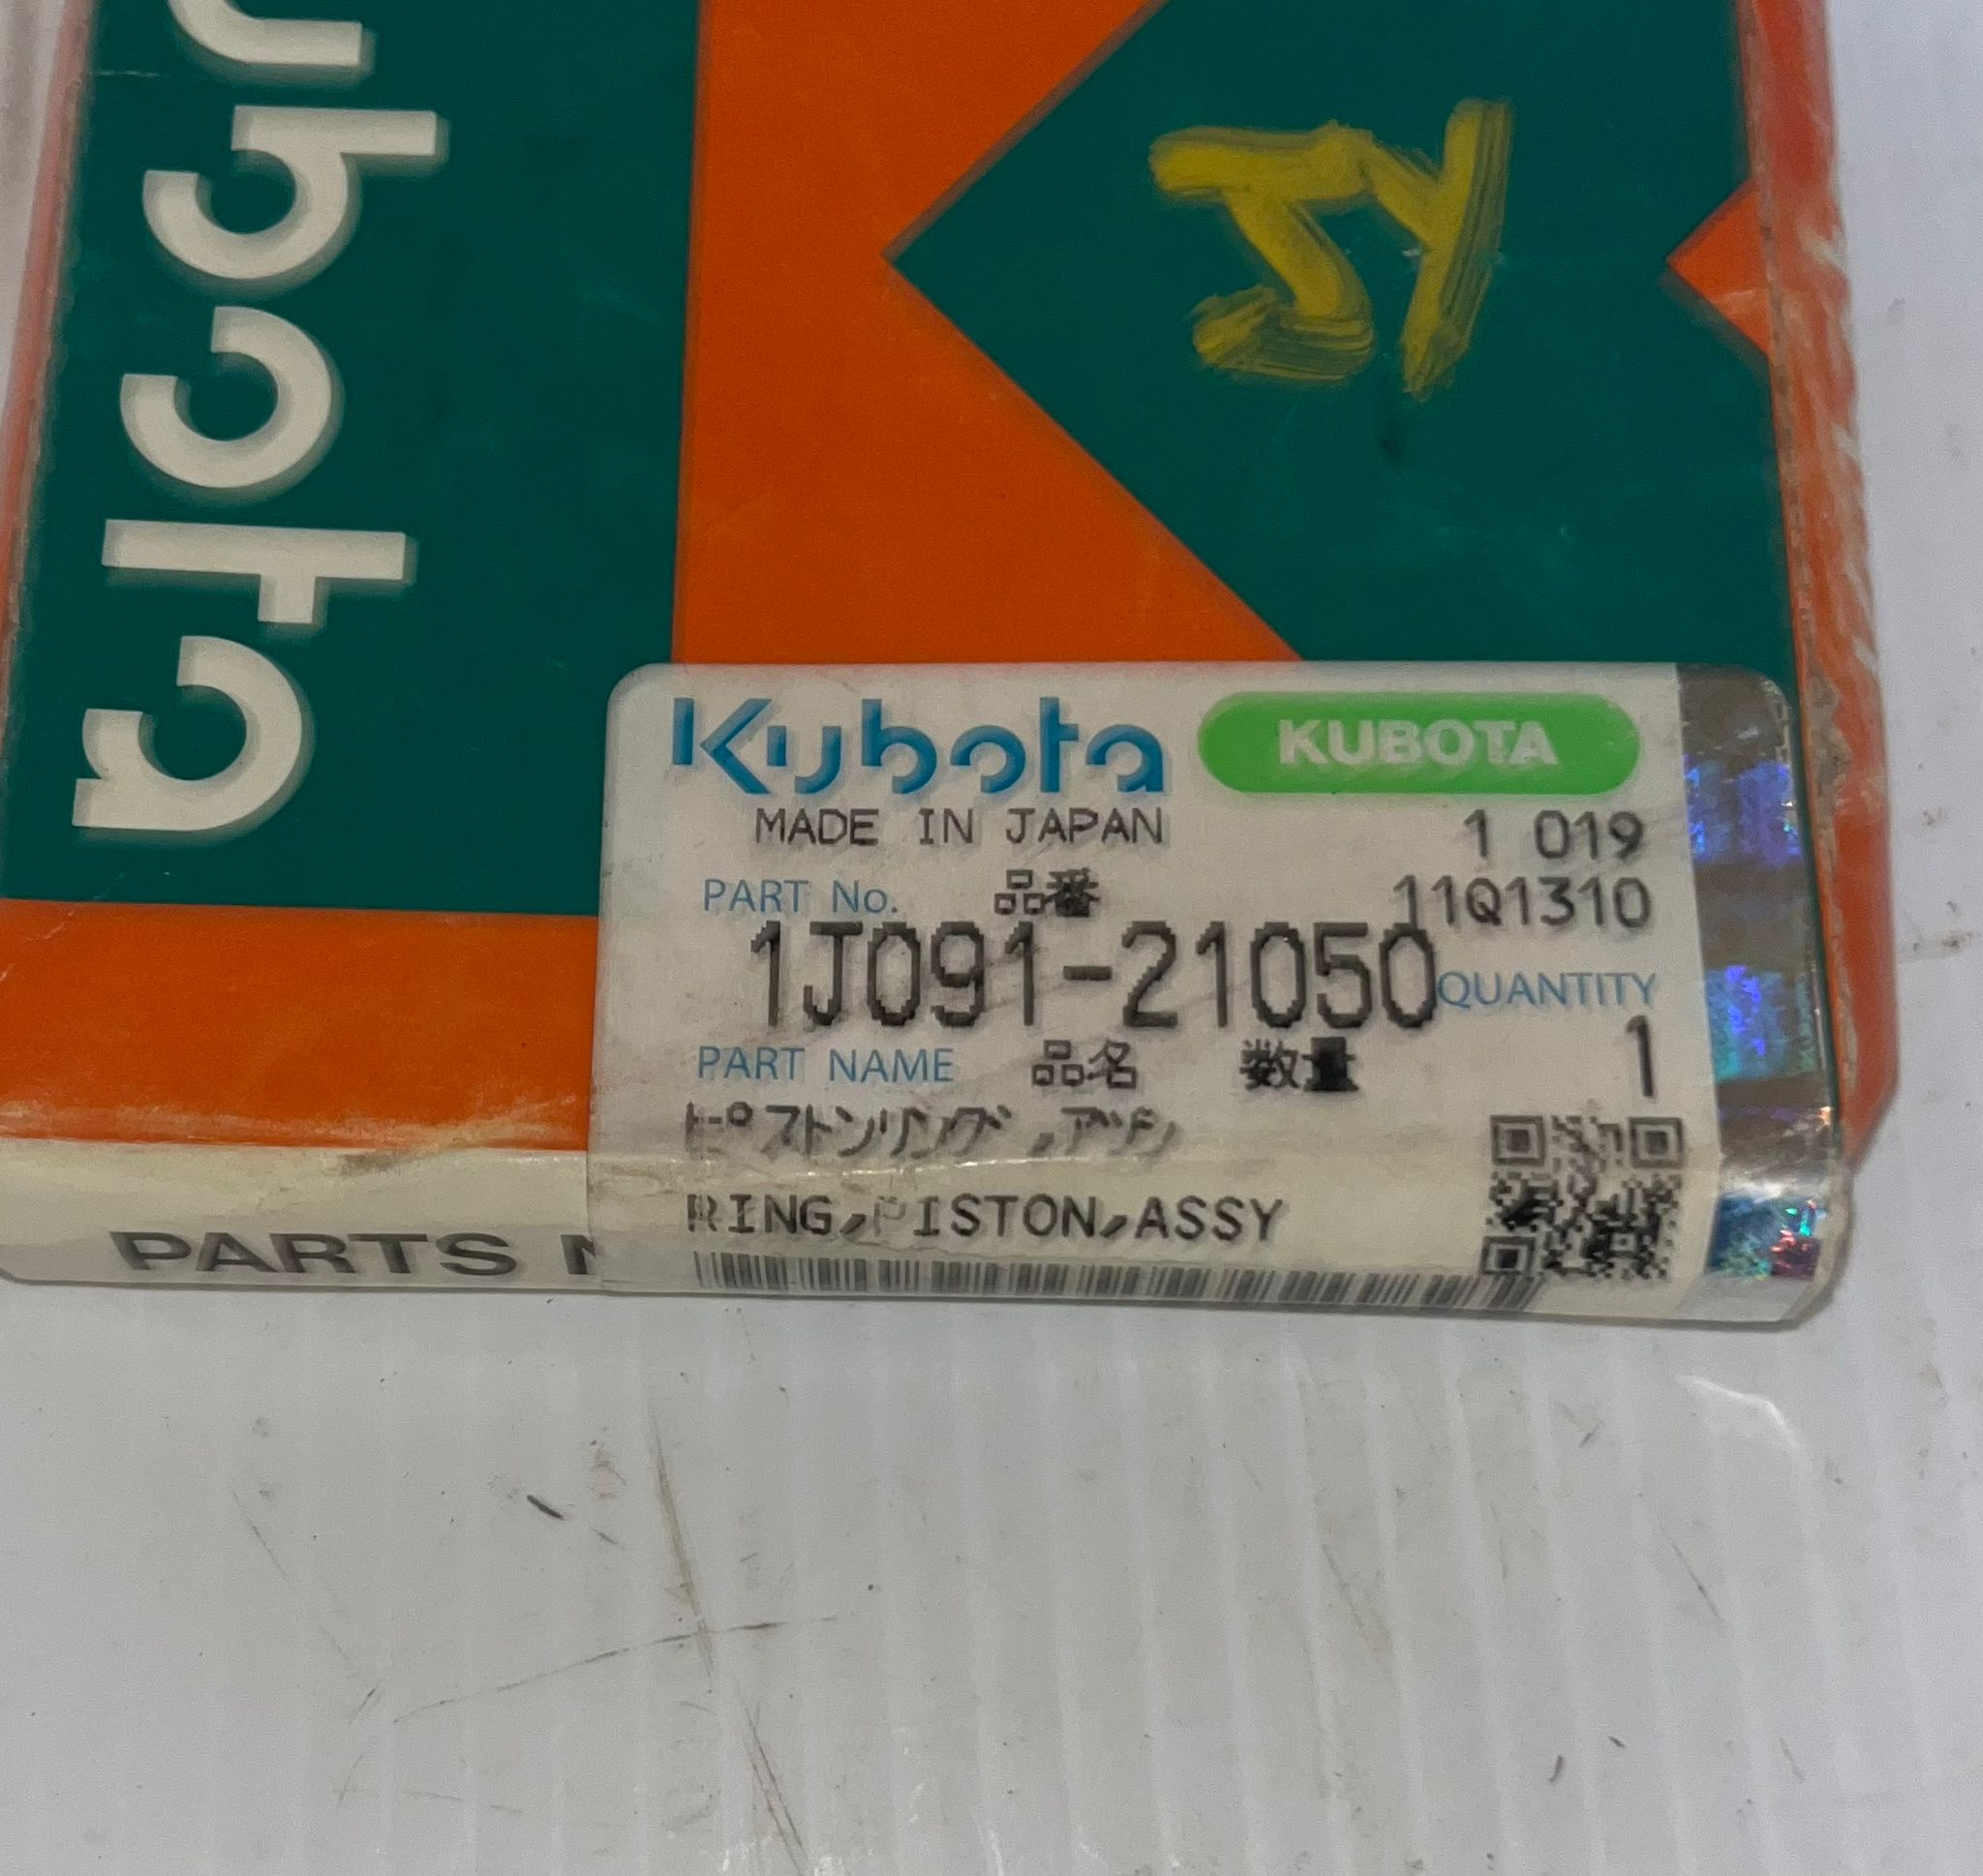 Kubota
KUBOTA
MADE IN JAPAN
1 019
PART No. 品番
11Q1310
1J091-21050
QUANTITY
PART NAME 品名 数量
1
ピストンリング,アツシ
RING,PISTON,ASSY
PARTS